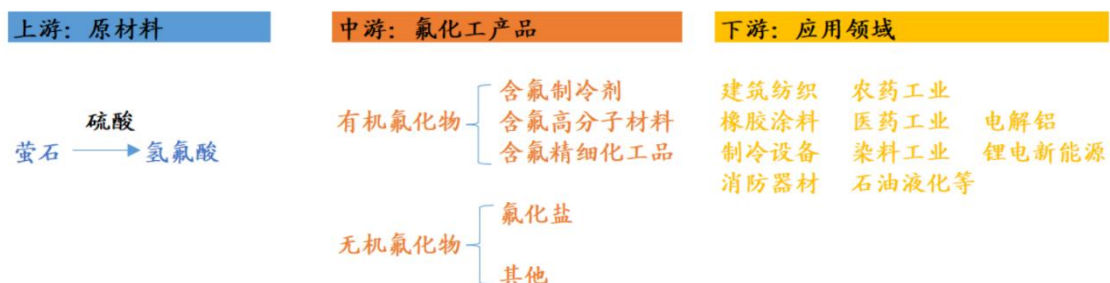 上游：原材料
中游：氟化工产品
下游：应用领域
硫酸
萤石
氢氟酸
有机氟化物
含氟制冷剂
含氟高分子材料
含氟精细化工品
无机氟化物
氟化盐
其他
建筑纺织 农药工业
橡胶涂料 医药工业 电解铝
制冷设备 染料工业 锂电新能源
消防器材 石油液化等